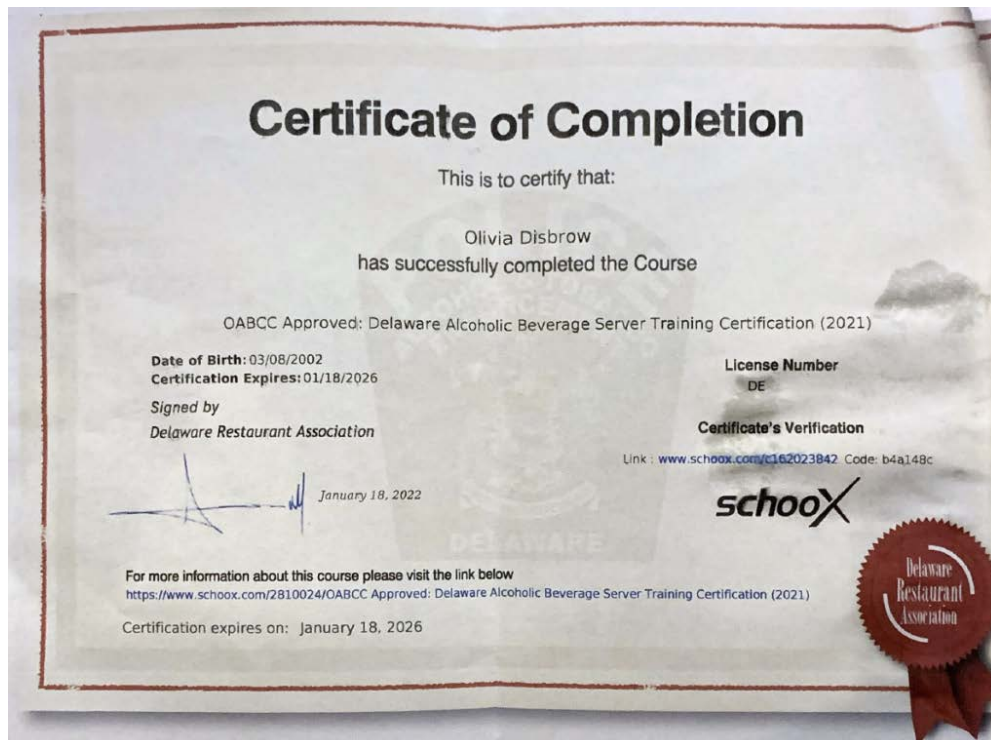 Certificate of Completion
This is to certify that:
Olivia Disbrow
has successfully completed the Course
OABCC Approved: Delaware Alcoholic Beverage Server Training Certification (2021)
Date of Birth: 03/08/2002
Certification Expires: 01/18/2026
Signed by
Delaware Restaurant Association
January 18, 2022
License Number
DE
Certificate's Verification
Link : www.schoox.com/c162023842 Code: b4a148c
schoox
DELAWARE
For more information about this course please visit the link below
https://www.schoox.com/2810024/OABCC Approved: Delaware Alcoholic Beverage Server Training Certification (2021)
Certification expires on: January 18, 2026
Delaware
Restaurant
Association